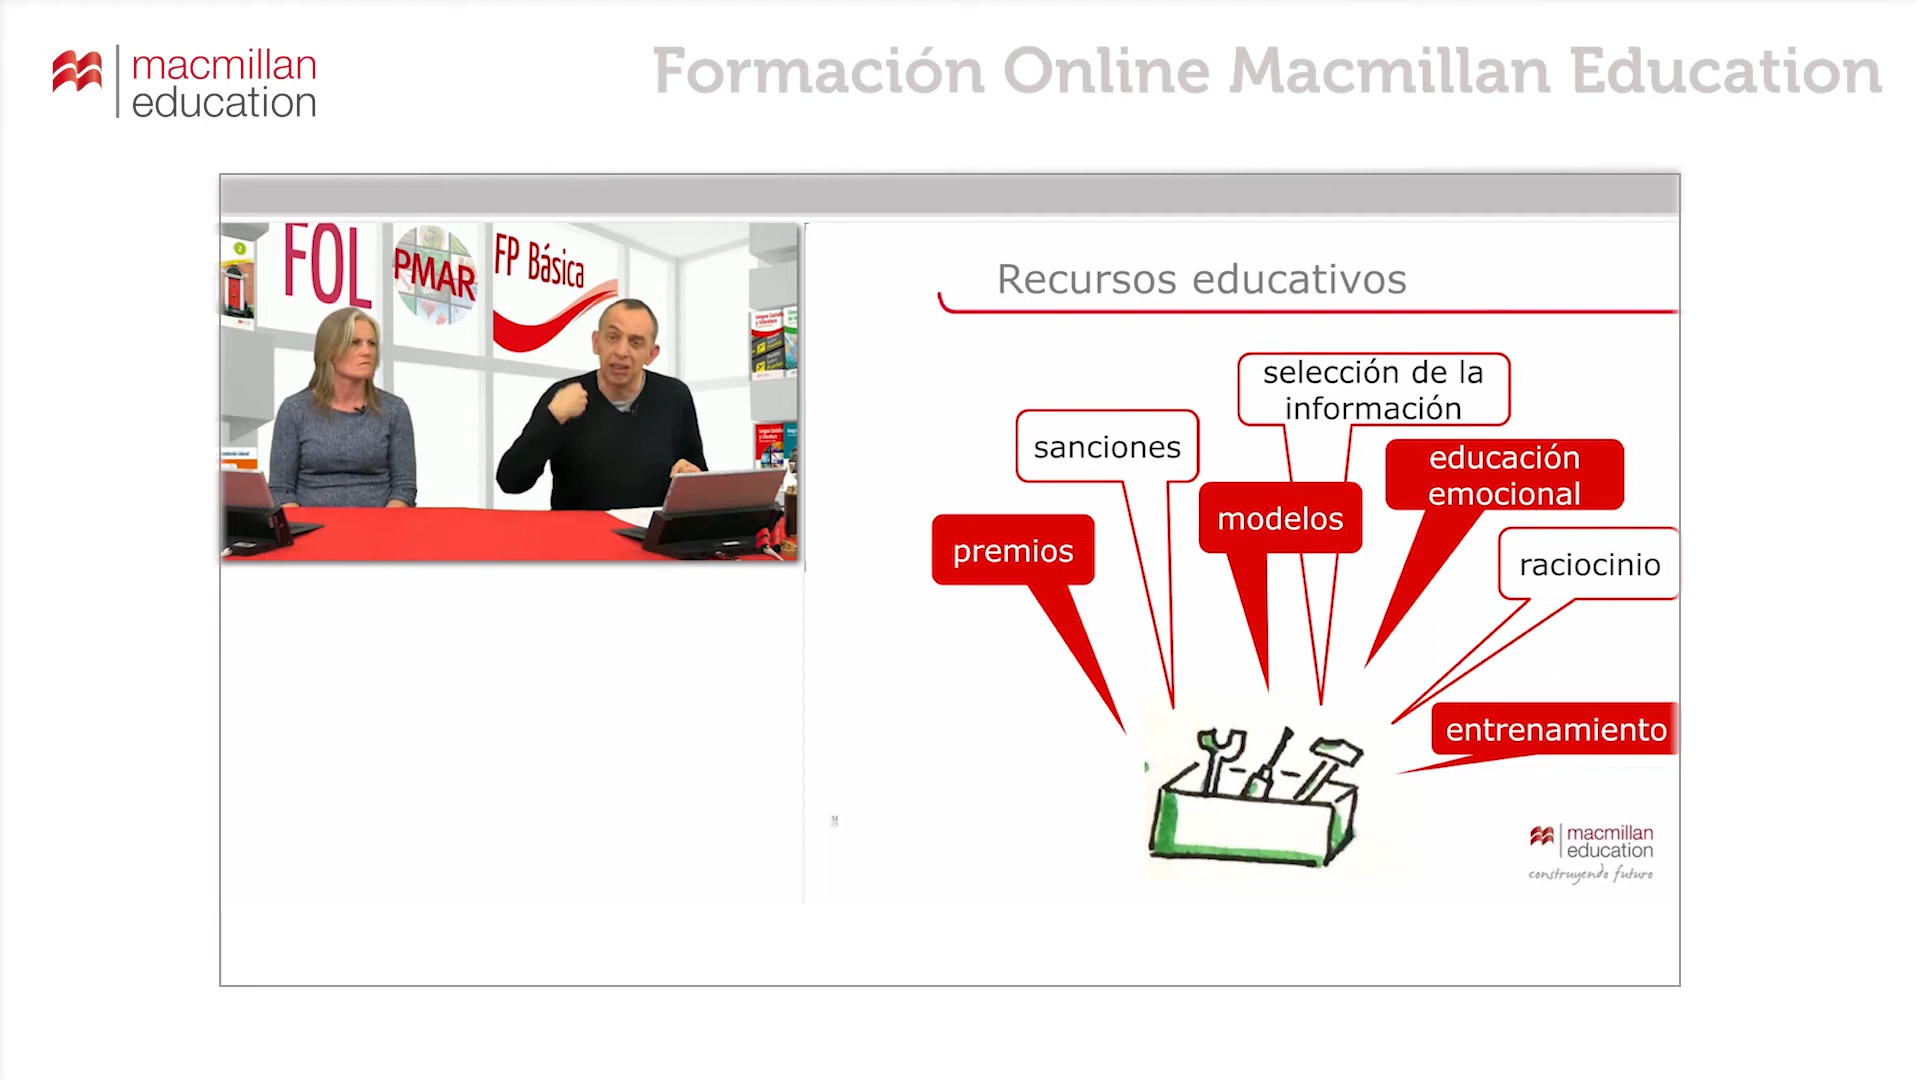 macmillan
education
Formación Online Macmillan Education
FOL
PMAR
FP Básica
2
Recursos educativos
selección de la
información
sanciones
educación
emocional
modelos
premios
raciocinio
entrenamiento
M
macmillan
education
construyendo futuro